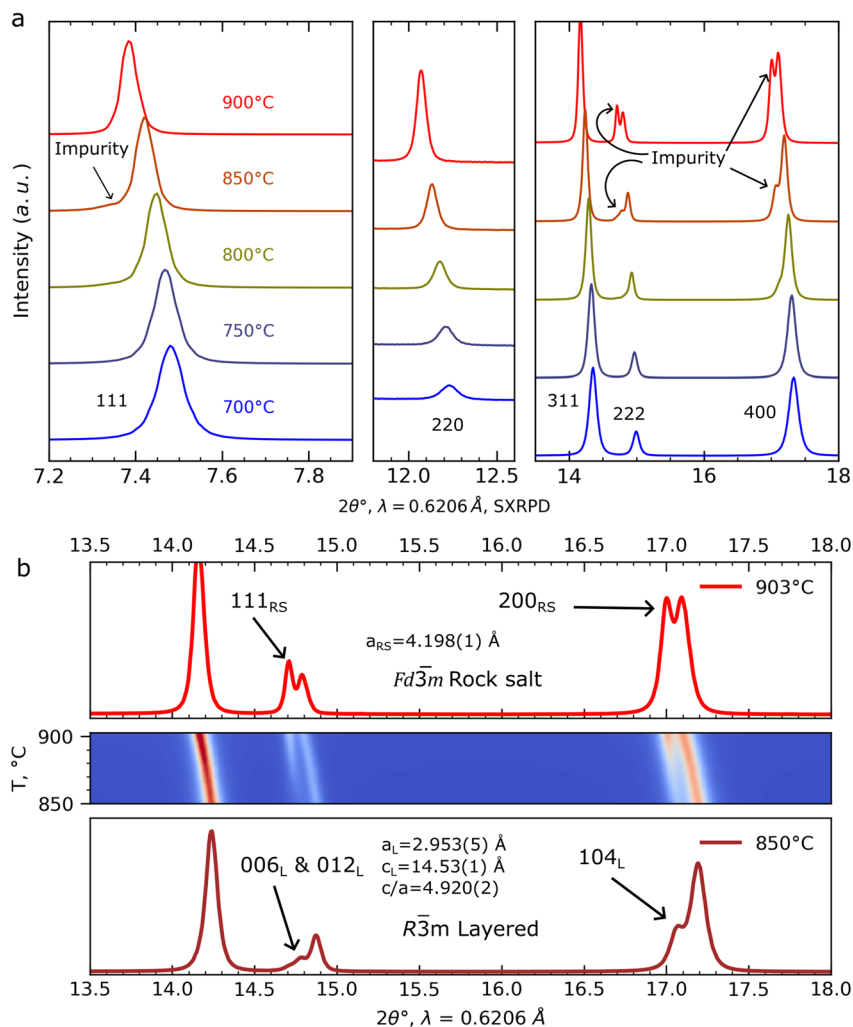 a
Intensity (a.u.)
900°C
Impurity
850°C
800°C
750°C
111
700°C
220
Impurity
311
222
400
7.2 7.4 7.6 7.8
12.0 12.6
14 16 18
2θ°, λ = 0.6206 Å, SXRPD
b
13.5 14.0 14.5 15.0 15.5 16.0 16.5 17.0 17.5 18.0
111RS
200RS
903°C
aRS=4.198(1) Å
Fd3̅m Rock salt
T, °C
900
850
006L & 012L
aL=2.953(5) Å
cL=14.53(1) Å
c/a=4.920(2)
104L
850°C
R3̅m Layered
13.5 14.0 14.5 15.0 15.5 16.0 16.5 17.0 17.5 18.0
2θ°, λ = 0.6206 Å